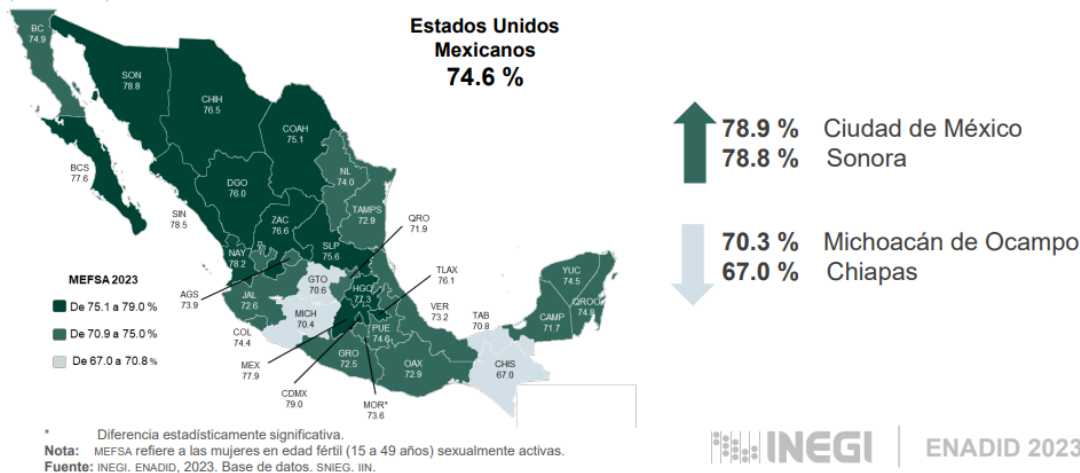 Estados Unidos
Mexicanos
74.6 %
BC
74.9
SON
78.8
CHIH
76.5
COAH
75.1
BCS
77.6
NL
74.0
DGO
76.0
TAMPS
72.9
SIN
78.5
ZAC
76.6
QRO
71.9
SLP
75.6
NAY
78.2
TLAX
76.1
AGS
73.9
GTO
70.6
HGO
77.3
VER
73.2
JAL
72.6
MICH
70.4
TAB
70.8
YUC
74.5
QROO
74.8
CAMP
71.7
COL
74.4
PUE
74.6
MEX
77.9
GRO
72.5
OAX
72.9
CHIS
67.0
CDMX
79.0
MOR*
73.6
MEFSA 2023
De 75.1 a 79.0 %
De 70.9 a 75.0 %
De 67.0 a 70.8 %
78.9 % Ciudad de México
78.8 % Sonora
70.3 % Michoacán de Ocampo
67.0 % Chiapas
* Diferencia estadísticamente significativa.
Nota: MEFSA refiere a las mujeres en edad fértil (15 a 49 años) sexualmente activas.
Fuente: INEGI. ENADID, 2023. Base de datos. SNIEG. IIN.
INEGI
ENADID 2023